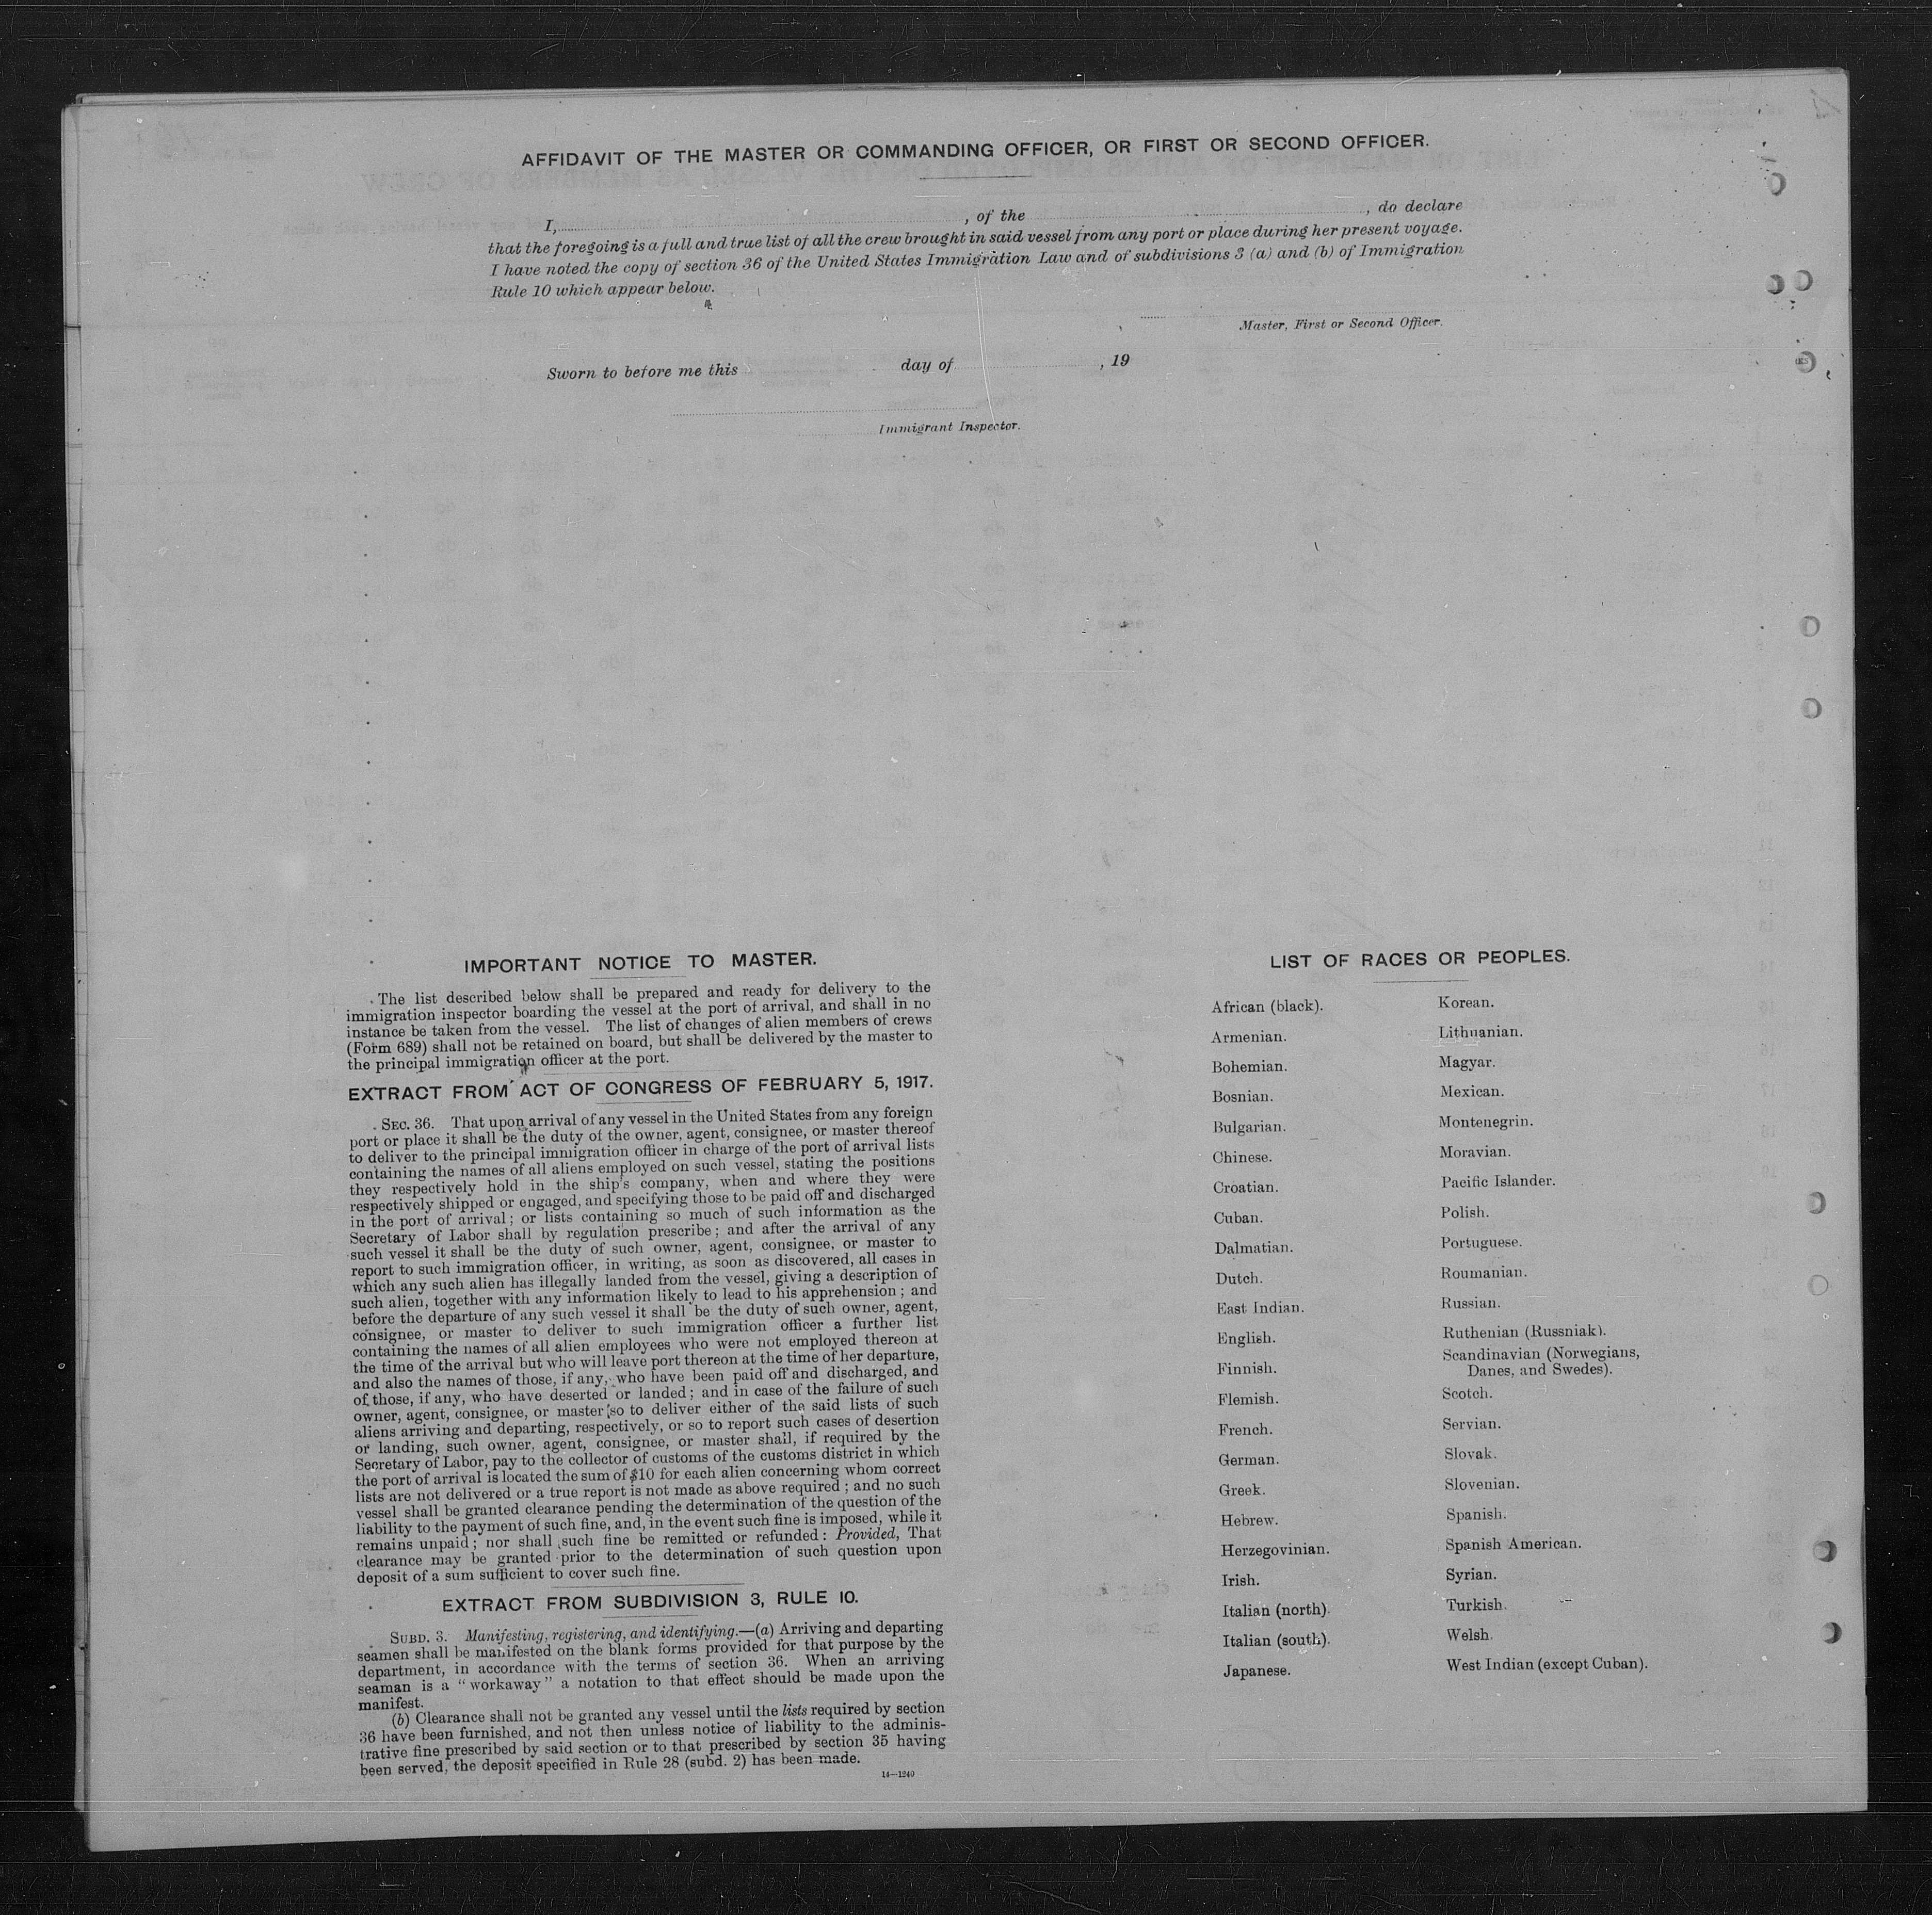 AFFIDAVIT OF THE MASTER OR COMMANDING OFFICER, OR FIRST OR SECOND OFFICER.
I, , of the , do declare
that the foregoing is a full and true list of all the crew brought in said vessel from any port or place during her present voyage.
I have noted the copy of section 36 of the United States Immigration Law and of subdivisions 3 (a) and (b) of Immigration
Rule 10 which appear below.
Master, First or Second Officer.
Sworn to before me this day of , 19
Immigrant Inspector.
IMPORTANT NOTICE TO MASTER.
The list described below shall be prepared and ready for delivery to the
immigration inspector boarding the vessel at the port of arrival, and shall in no
instance be taken from the vessel. The list of changes of alien members of crews
(Form 689) shall not be retained on board, but shall be delivered by the master to
the principal immigration officer at the port.
EXTRACT FROM ACT OF CONGRESS OF FEBRUARY 5, 1917.
SEC. 36. That upon arrival of any vessel in the United States from any foreign
port or place it shall be the duty of the owner, agent, consignee, or master thereof
to deliver to the principal immigration officer in charge of the port of arrival lists
containing the names of all aliens employed on such vessel, stating the positions
they respectively hold in the ship's company, when and where they were
respectively shipped or engaged, and specifying those to be paid off and discharged
in the port of arrival; or lists containing so much of such information as the
Secretary of Labor shall by regulation prescribe; and after the arrival of any
such vessel it shall be the duty of such owner, agent, consignee, or master to
report to such immigration officer, in writing, as soon as discovered, all cases in
which any such alien has illegally landed from the vessel, giving a description of
such alien, together with any information likely to lead to his apprehension; and
before the departure of any such vessel it shall be the duty of such owner, agent,
consignee, or master to deliver to such immigration officer a further list
containing the names of all alien employees who were not employed thereon at
the time of the arrival but who will leave port thereon at the time of her departure,
and also the names of those, if any, who have been paid off and discharged, and
of those, if any, who have deserted or landed; and in case of the failure of such
owner, agent, consignee, or master so to deliver either of the said lists of such
aliens arriving and departing, respectively, or so to report such cases of desertion
or landing, such owner, agent, consignee, or master shall, if required by the
Secretary of Labor, pay to the collector of customs of the customs district in which
the port of arrival is located the sum of $10 for each alien concerning whom correct
lists are not delivered or a true report is not made as above required; and no such
vessel shall be granted clearance pending the determination of the question of the
liability to the payment of such fine, and, in the event such fine is imposed, while it
remains unpaid; nor shall such fine be remitted or refunded: Provided, That
clearance may be granted prior to the determination of such question upon
deposit of a sum sufficient to cover such fine.
EXTRACT FROM SUBDIVISION 3, RULE 10.
SUBD. 3. Manifesting, registering, and identifying.—(a) Arriving and departing
seamen shall be manifested on the blank forms provided for that purpose by the
department, in accordance with the terms of section 36. When an arriving
seaman is a "workaway" a notation to that effect should be made upon the
manifest.
(b) Clearance shall not be granted any vessel until the lists required by section
36 have been furnished, and not then unless notice of liability to the adminis-
trative fine prescribed by said section or to that prescribed by section 35 having
been served, the deposit specified in Rule 28 (subd. 2) has been made.
14—1240
LIST OF RACES OR PEOPLES.
African (black).
Armenian.
Bohemian.
Bosnian.
Bulgarian.
Chinese.
Croatian.
Cuban.
Dalmatian.
Dutch.
East Indian.
English.
Finnish.
Flemish.
French.
German.
Greek.
Hebrew.
Herzegovinian.
Irish.
Italian (north).
Italian (south).
Japanese.
Korean.
Lithuanian.
Magyar.
Mexican.
Montenegrin.
Moravian.
Pacific Islander.
Polish.
Portuguese.
Roumanian.
Russian.
Ruthenian (Russniak).
Scandinavian (Norwegians,
Danes, and Swedes).
Scotch.
Servian.
Slovak.
Slovenian.
Spanish.
Spanish American.
Syrian.
Turkish.
Welsh.
West Indian (except Cuban).